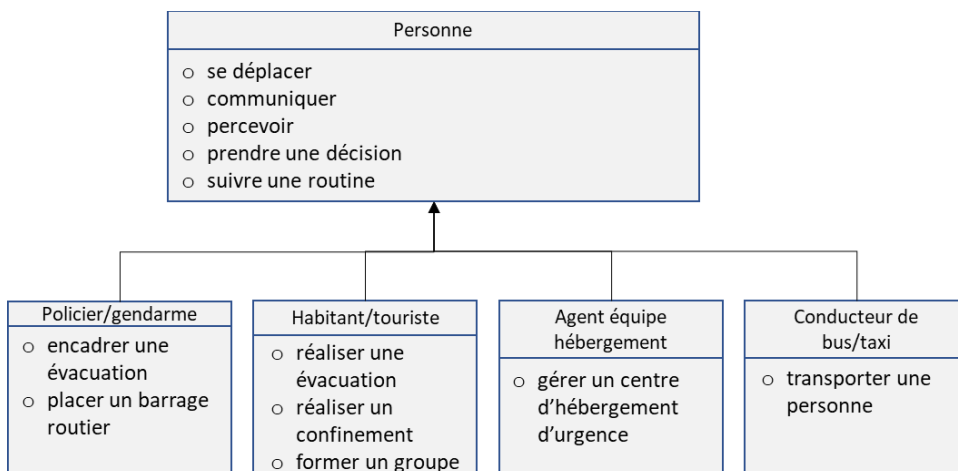 Personne
o se déplacer
o communiquer
o percevoir
o prendre une décision
o suivre une routine
Policier/gendarme
o encadrer une
évacuation
o placer un barrage
routier
Habitant/touriste
o réaliser une
évacuation
o réaliser un
confinement
o former un groupe
Agent équipe
hébergement
o gérer un centre
d'hébergement
d'urgence
Conducteur de
bus/taxi
o transporter une
personne